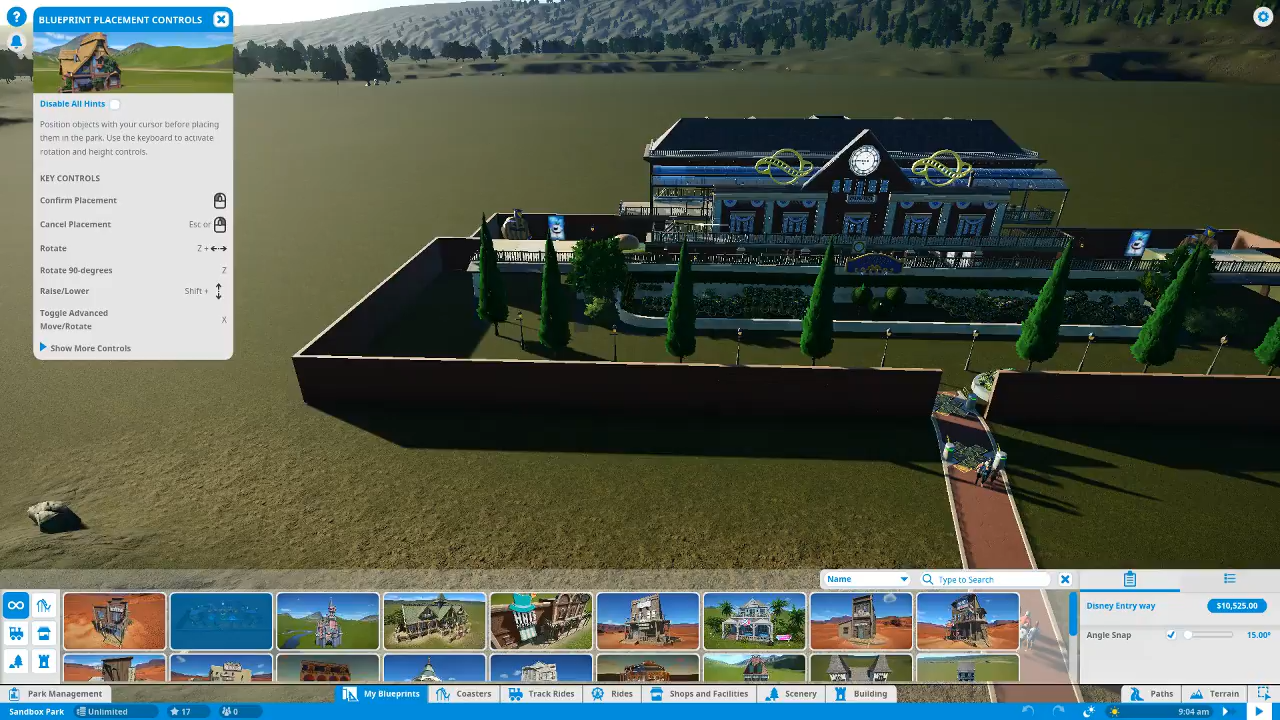 BLUEPRINT PLACEMENT CONTROLS
Disable All Hints
Position objects with your cursor before placing
them in the park. Use the keyboard to activate
rotation and height controls.
KEY CONTROLS
Confirm Placement
Cancel Placement Esc or
Rotate Z +
Rotate 90-degrees Z
Raise/Lower Shift +
Toggle Advanced
Move/Rotate X
Show More Controls
Name Type to Search
Disney Entry way $10,525.00
Angle Snap 15.00°
Park Management My Blueprints Coasters Track Rides Rides Shops and Facilities Scenery Building Paths Terrain
Sandbox Park Unlimited 17 0 9:04 am